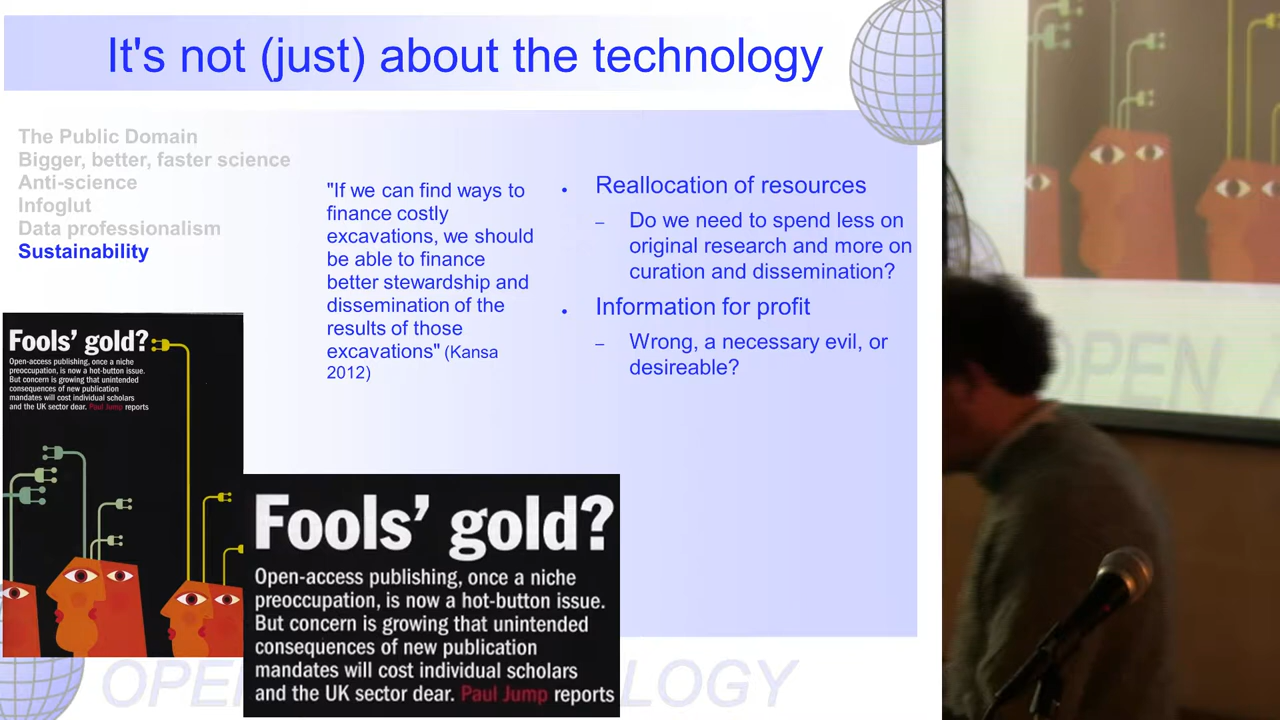 It's not (just) about the technology
The Public Domain
Bigger, better, faster science
Anti-science
Infoglut
Data professionalism
Sustainability
"If we can find ways to
finance costly
excavations, we should
be able to finance
better stewardship and
dissemination of the
results of those
excavations" (Kansa
2012)
• Reallocation of resources
– Do we need to spend less on
original research and more on
curation and dissemination?
• Information for profit
– Wrong, a necessary evil, or
desireable?
Fools' gold?
Open-access publishing, once a niche
preoccupation, is now a hot-button issue.
But concern is growing that unintended
consequences of new publication
mandates will cost individual scholars
and the UK sector dear. Paul Jump reports
Fools' gold?
Open-access publishing, once a niche
preoccupation, is now a hot-button issue.
But concern is growing that unintended
consequences of new publication
mandates will cost individual scholars
and the UK sector dear. Paul Jump reports
OPEN